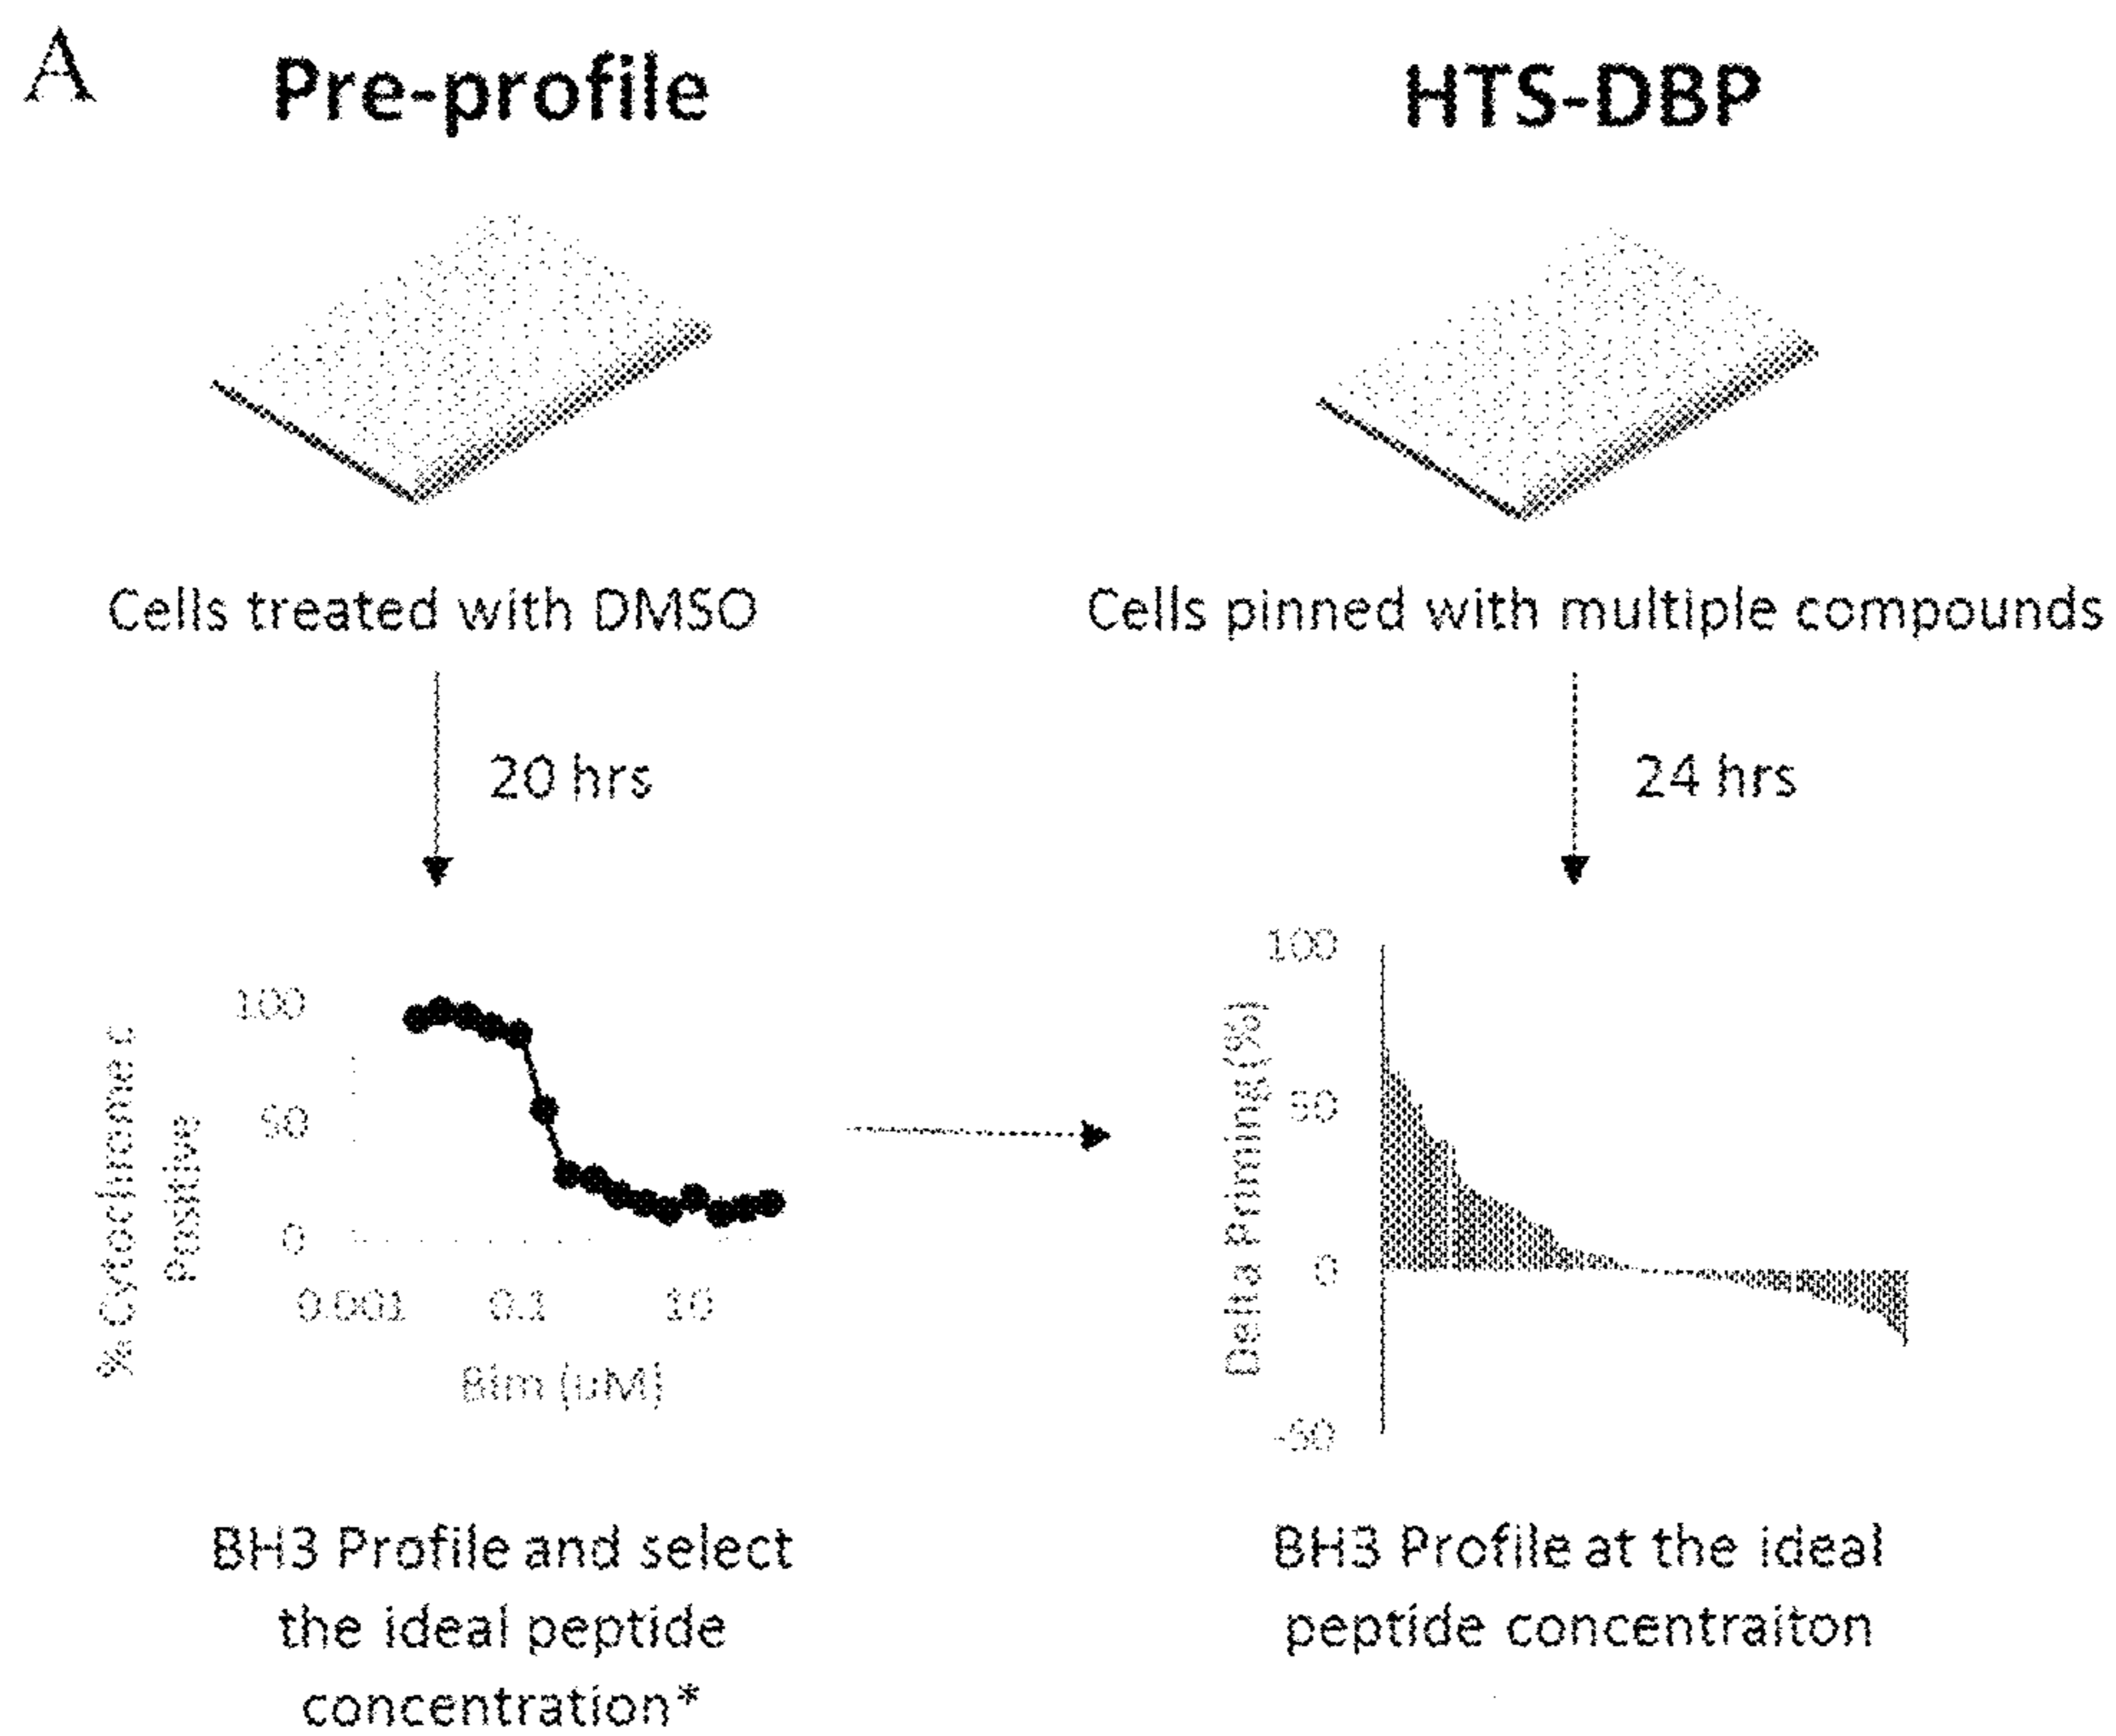 A
Pre-profile
HTS-DBP
Cells treated with DMSO
Cells pinned with multiple compounds
20 hrs
24 hrs
% Cytochrome c
Positive
100
50
0
0.001 0.1 10
Bim (uM)
Delta Priming (%)
100
50
0
-50
BH3 Profile and select
the ideal peptide
concentration*
BH3 Profile at the ideal
peptide concentraiton